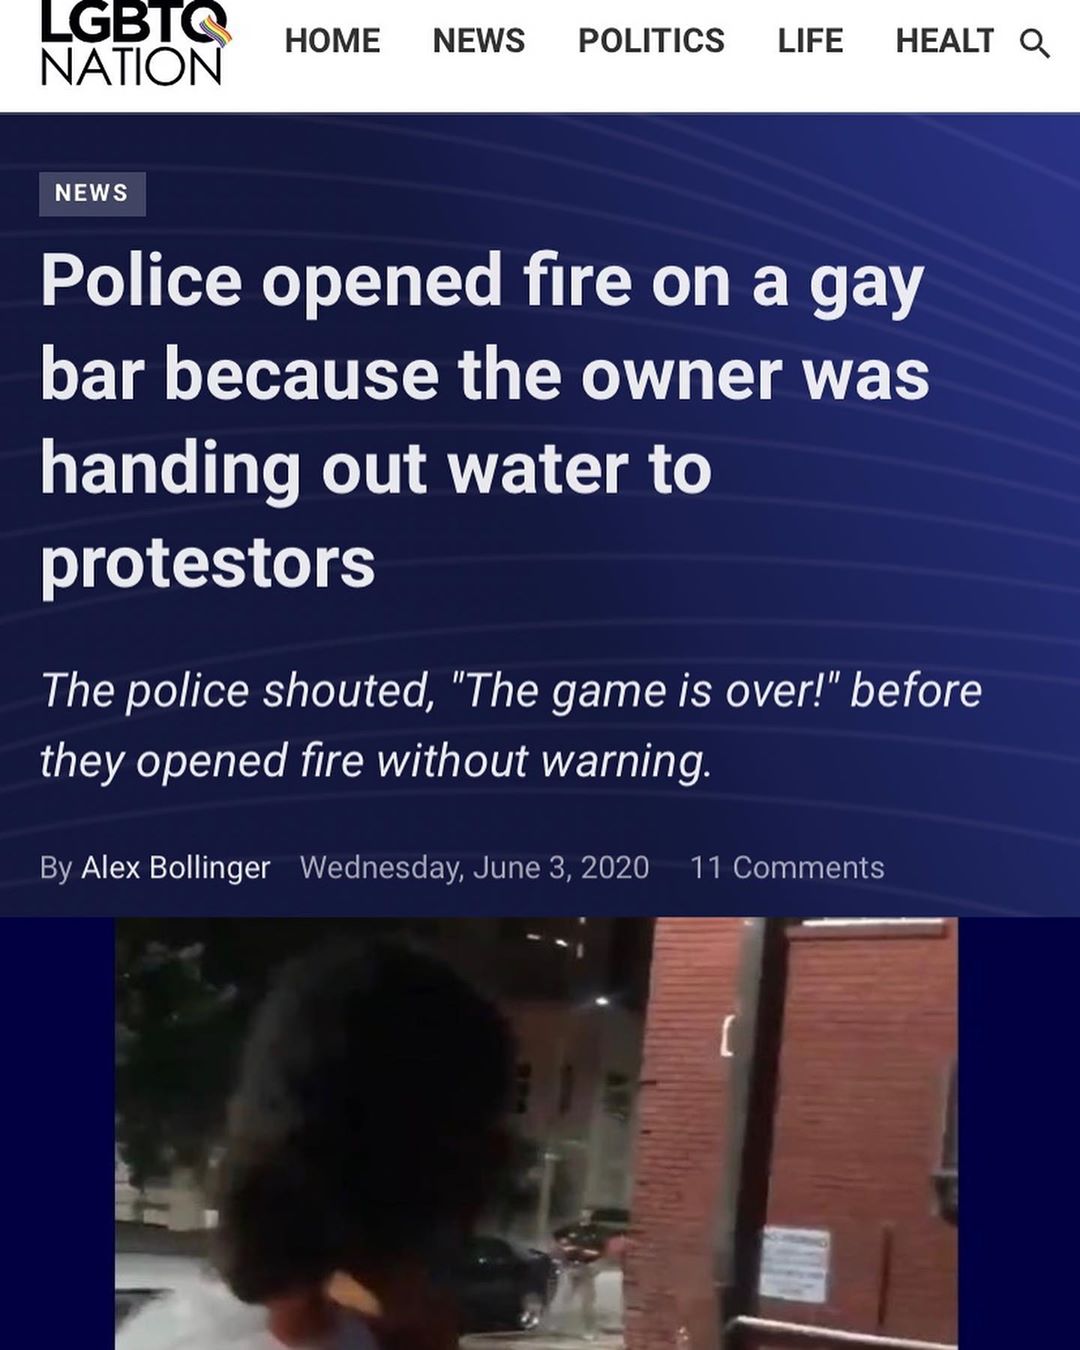 LGBTQ
NATION
HOME NEWS POLITICS LIFE HEALT
NEWS
Police opened fire on a gay
bar because the owner was
handing out water to
protestors
The police shouted, "The game is over!" before
they opened fire without warning.
By Alex Bollinger Wednesday, June 3, 2020 11 Comments